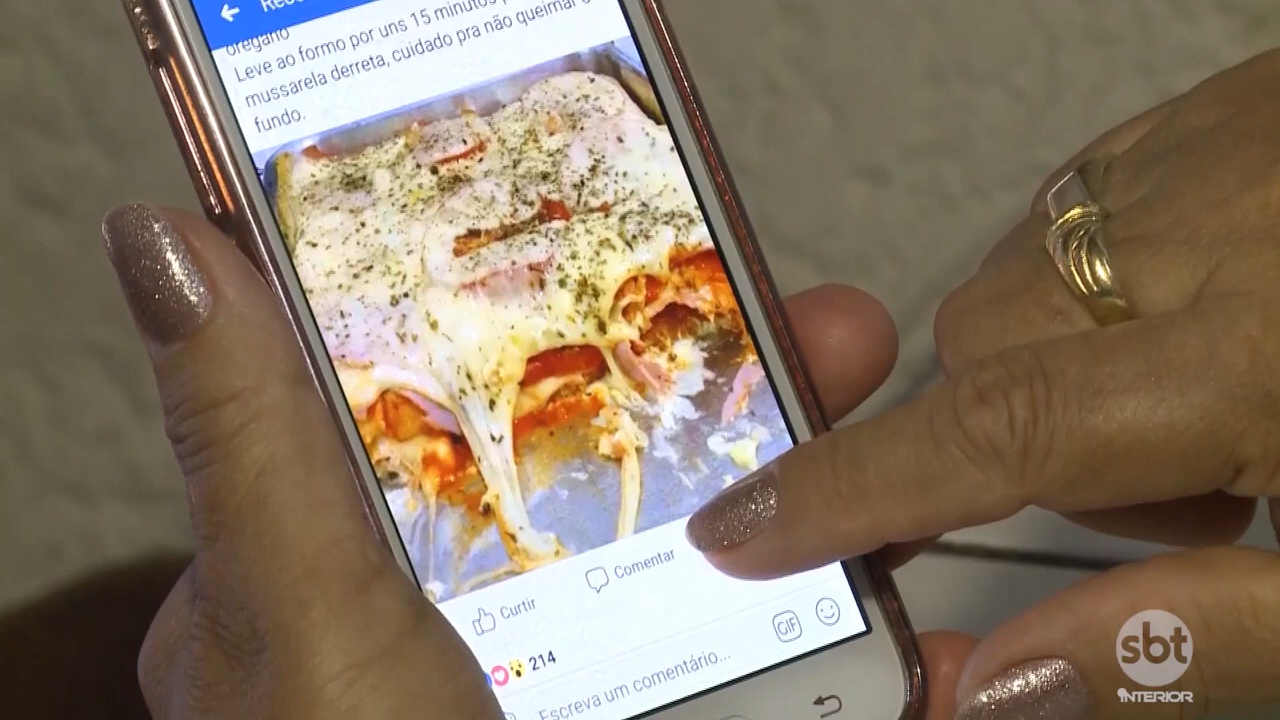 orégano
Leve ao formo por uns 15 minutos
mussarela derreta, cuidado pra não queimar o
fundo.
Curtir
Comentar
214
GIF
Escreva um comentário...
sbt
INTERIOR